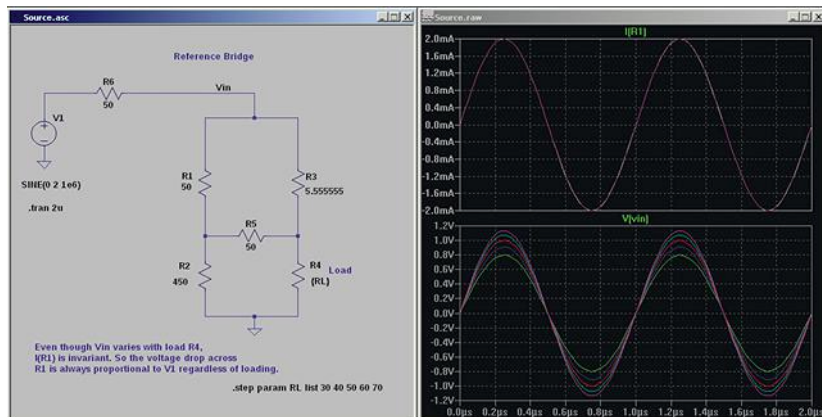 Source.asc
Reference Bridge
R6
50
Vin
V1
SINE(0 2 1e6)
.tran 2u
R1
50
R3
5.555555
R5
50
R2
450
R4
(RL)
Load
Even though Vin varies with load R4,
I(R1) is invariant. So the voltage drop across
R1 is always proportional to V1 regardless of loading.
.step param RL list 30 40 50 60 70
Source.raw
I(R1)
2.0mA
1.6mA
1.2mA
0.8mA
0.4mA
0.0mA
-0.4mA
-0.8mA
-1.2mA
-1.6mA
-2.0mA
V(vin)
1.2V
1.0V
0.8V
0.6V
0.4V
0.2V
0.0V
-0.2V
-0.4V
-0.6V
-0.8V
-1.0V
-1.2V
0.0µs 0.2µs 0.4µs 0.6µs 0.8µs 1.0µs 1.2µs 1.4µs 1.6µs 1.8µs 2.0µs